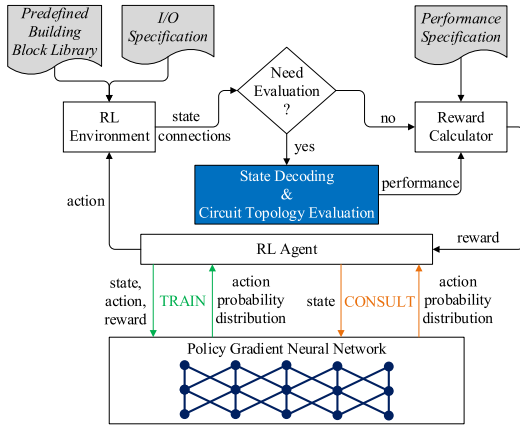 Predefined
Building
Block Library
I/O
Specification
Performance
Specification
Need
Evaluation
?
RL
Environment
state
connections
no
Reward
Calculator
yes
State Decoding
&
Circuit Topology Evaluation
performance
action
RL Agent
reward
state,
action,
reward
TRAIN
action
probability
distribution
state
CONSULT
action
probability
distribution
Policy Gradient Neural Network